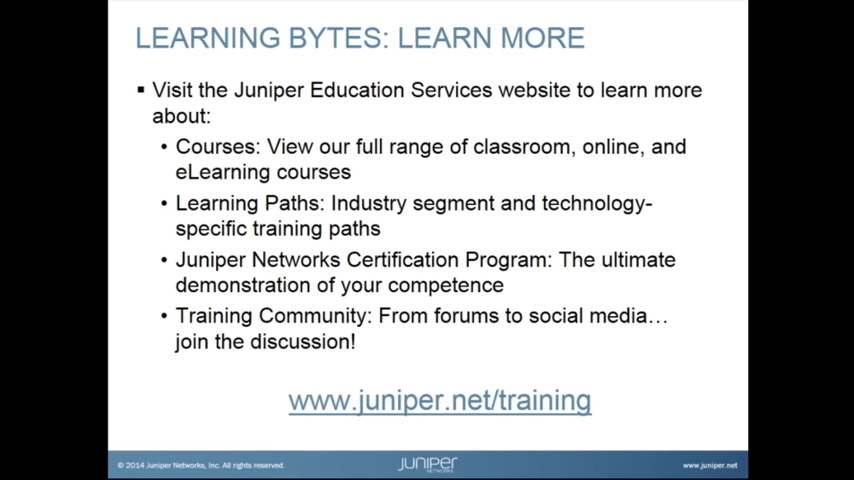 LEARNING BYTES: LEARN MORE
▪ Visit the Juniper Education Services website to learn more
about:
• Courses: View our full range of classroom, online, and
eLearning courses
• Learning Paths: Industry segment and technology-
specific training paths
• Juniper Networks Certification Program: The ultimate
demonstration of your competence
• Training Community: From forums to social media…
join the discussion!
www.juniper.net/training
© 2014 Juniper Networks, Inc. All rights reserved.
JUNIPER
NETWORKS
www.juniper.net